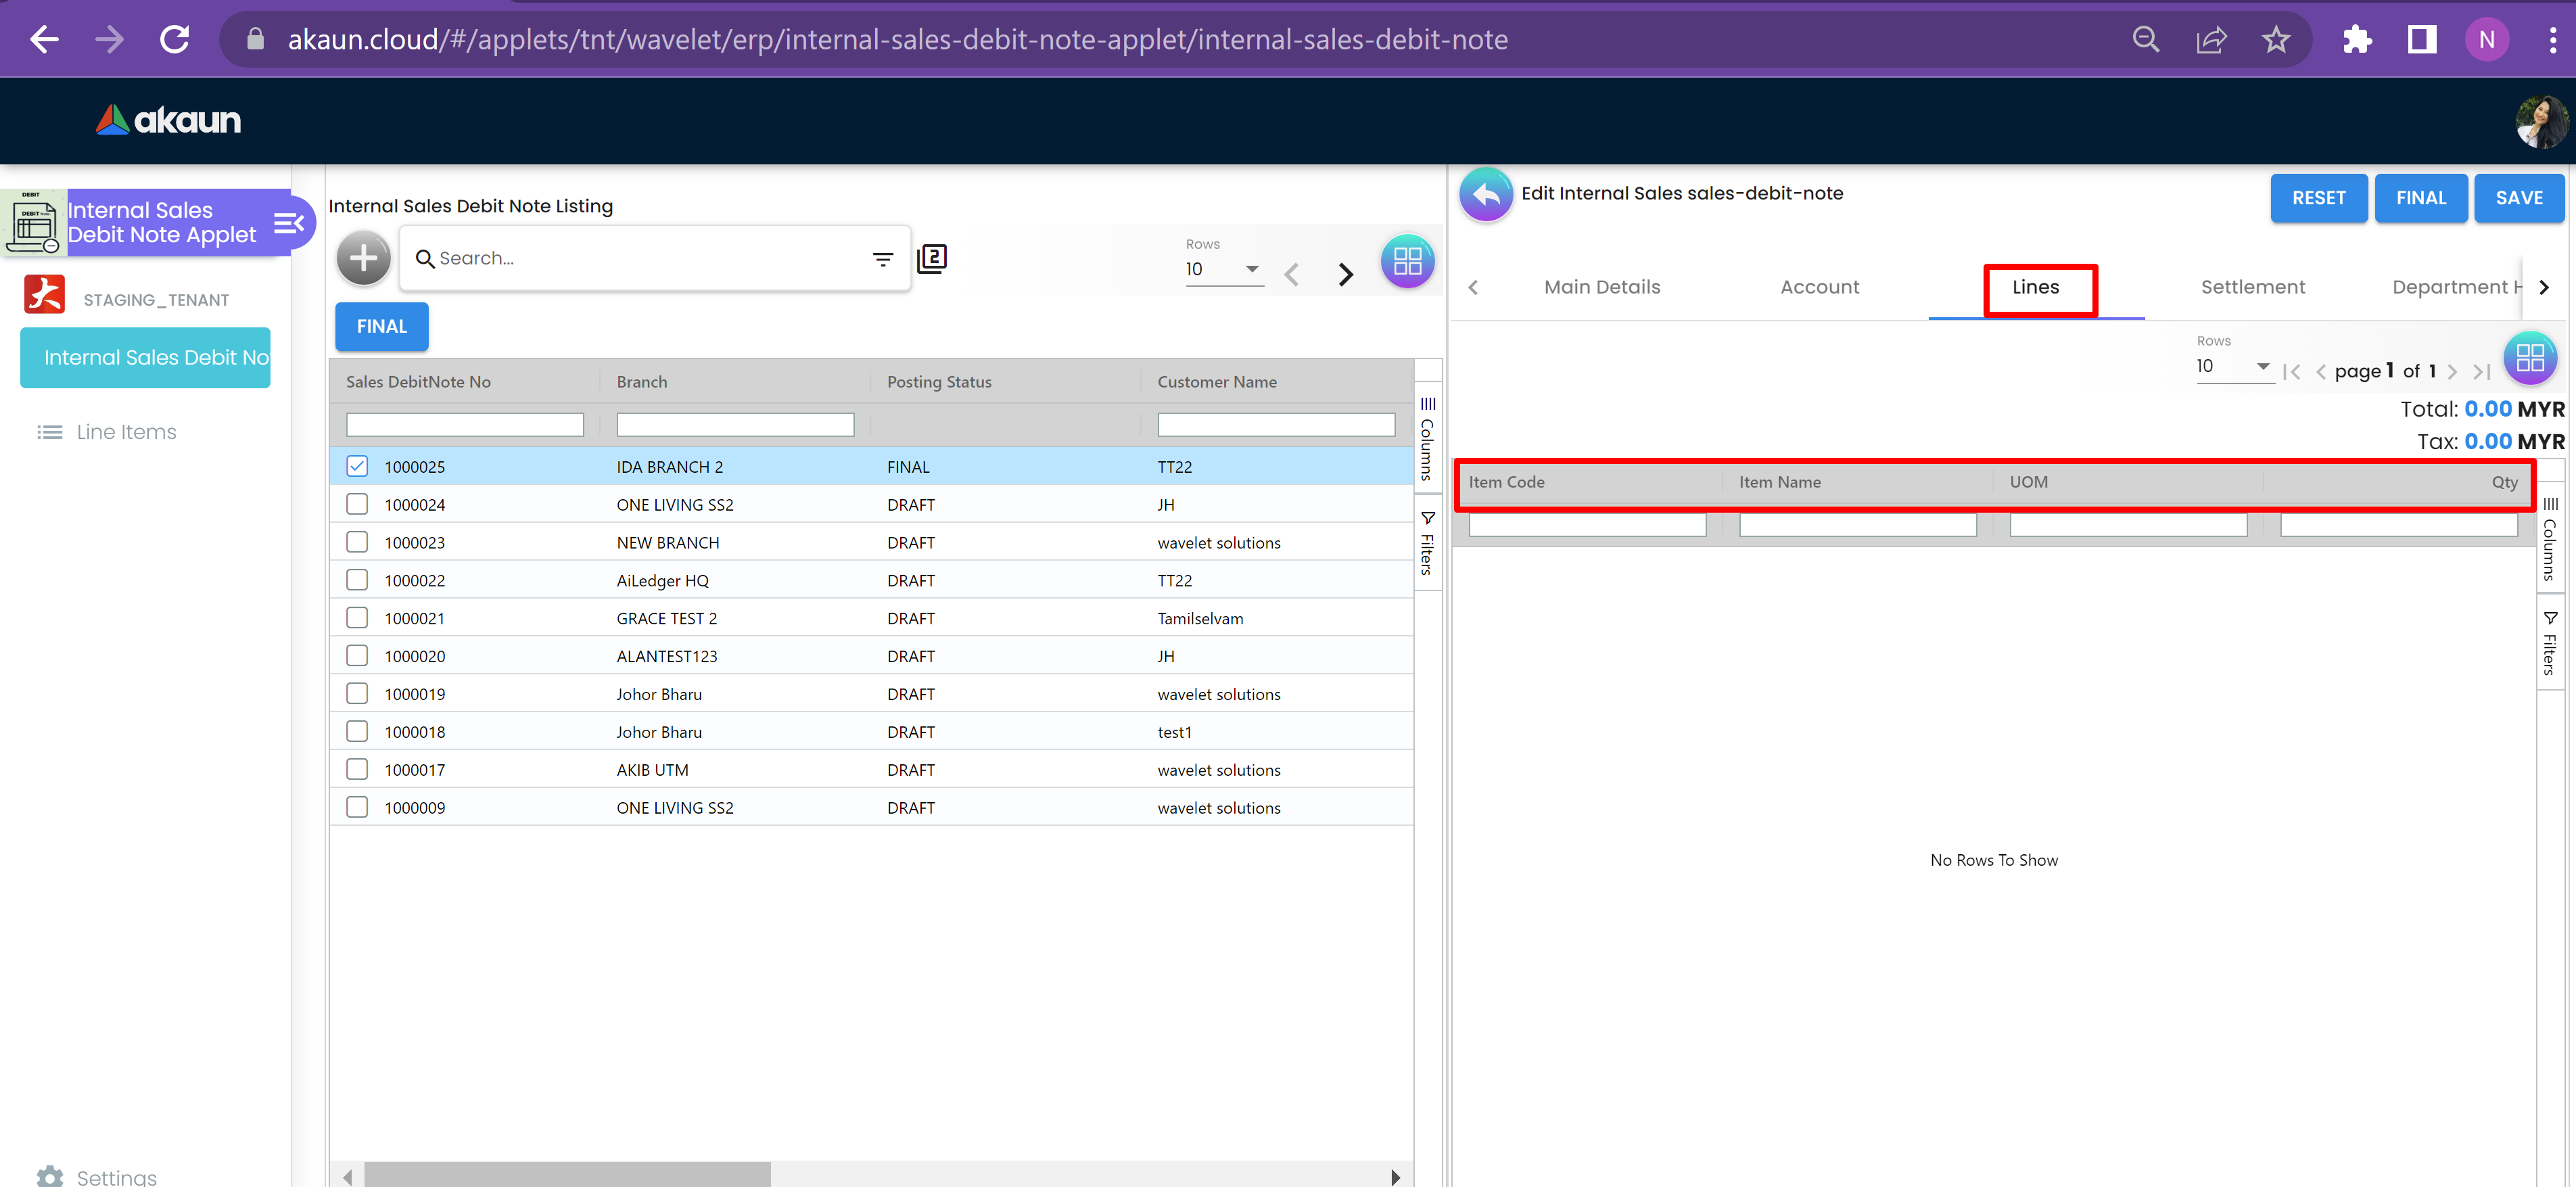 akaun.cloud/#/applets/tnt/wavelet/erp/internal-sales-debit-note-applet/internal-sales-debit-note
N
akaun
DEBIT
Internal Sales
Debit Note Applet
STAGING_TENANT
Internal Sales Debit No
Line Items
Settings
Internal Sales Debit Note Listing
Search...
2
Rows
10
FINAL
Sales DebitNote No Branch Posting Status Customer Name
1000025 IDA BRANCH 2 FINAL TT22
1000024 ONE LIVING SS2 DRAFT JH
1000023 NEW BRANCH DRAFT wavelet solutions
1000022 AiLedger HQ DRAFT TT22
1000021 GRACE TEST 2 DRAFT Tamilselvam
1000020 ALANTEST123 DRAFT JH
1000019 Johor Bharu DRAFT wavelet solutions
1000018 Johor Bharu DRAFT test1
1000017 AKIB UTM DRAFT wavelet solutions
1000009 ONE LIVING SS2 DRAFT wavelet solutions
Columns
Filters
Edit Internal Sales sales-debit-note
RESET FINAL SAVE
Main Details Account Lines Settlement Department H
Rows
10
page 1 of 1
Total: 0.00 MYR
Tax: 0.00 MYR
Item Code Item Name UOM Qty
No Rows To Show
Columns
Filters